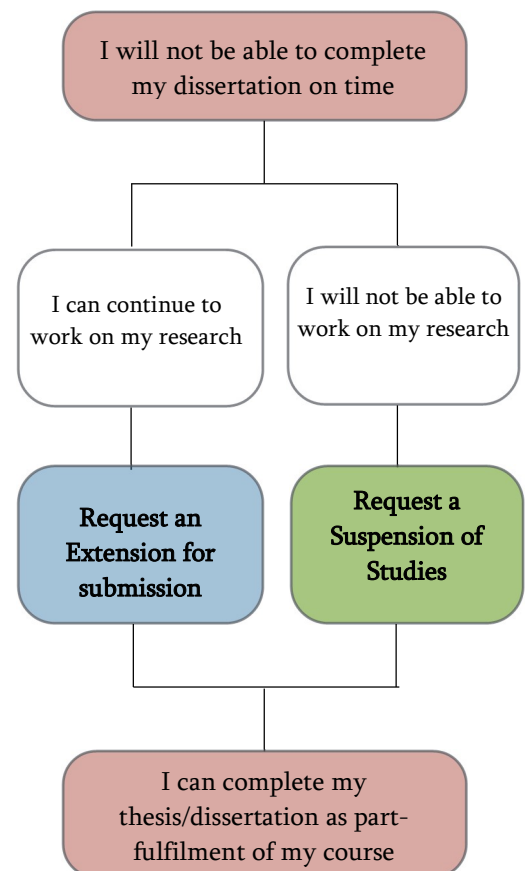 I will not be able to complete
my dissertation on time
I can continue to
work on my research
I will not be able to
work on my research
Request an
Extension for
submission
Request a
Suspension of
Studies
I can complete my
thesis/dissertation as part-
fulfilment of my course